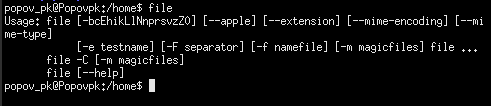 popov_pk@Popovpk:/home$ file
Usage: file [-bcEhikLlNnprsvzZ0] [--apple] [--extension] [--mime-encoding] [--mi
me-type]
            [-e testname] [-F separator] [-f namefile] [-m magicfiles] file ...
       file -C [-m magicfiles]
       file [--help]
popov_pk@Popovpk:/home$